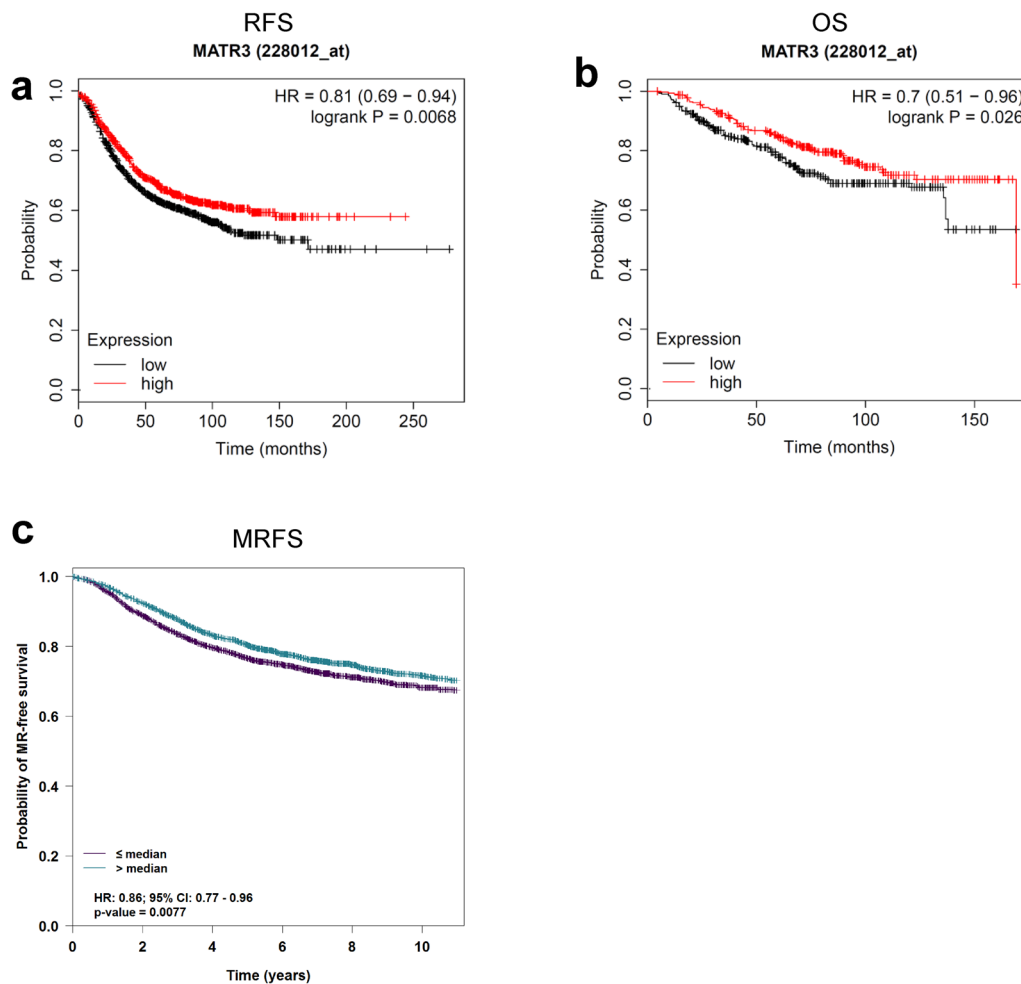 RFS
MATR3 (228012_at)
a
HR = 0.81 (0.69 − 0.94)
logrank P = 0.0068
Probability
1.0
0.8
0.6
0.4
0.2
0.0
Expression
low
high
0 50 100 150 200 250
Time (months)
OS
MATR3 (228012_at)
b
HR = 0.7 (0.51 − 0.96)
logrank P = 0.026
Probability
1.0
0.8
0.6
0.4
0.2
0.0
Expression
low
high
0 50 100 150
Time (months)
c
MRFS
Probability of MR-free survival
1.0
0.8
0.6
0.4
0.2
0.0
≤ median
> median
HR: 0.86; 95% CI: 0.77 - 0.96
p-value = 0.0077
0 2 4 6 8 10
Time (years)